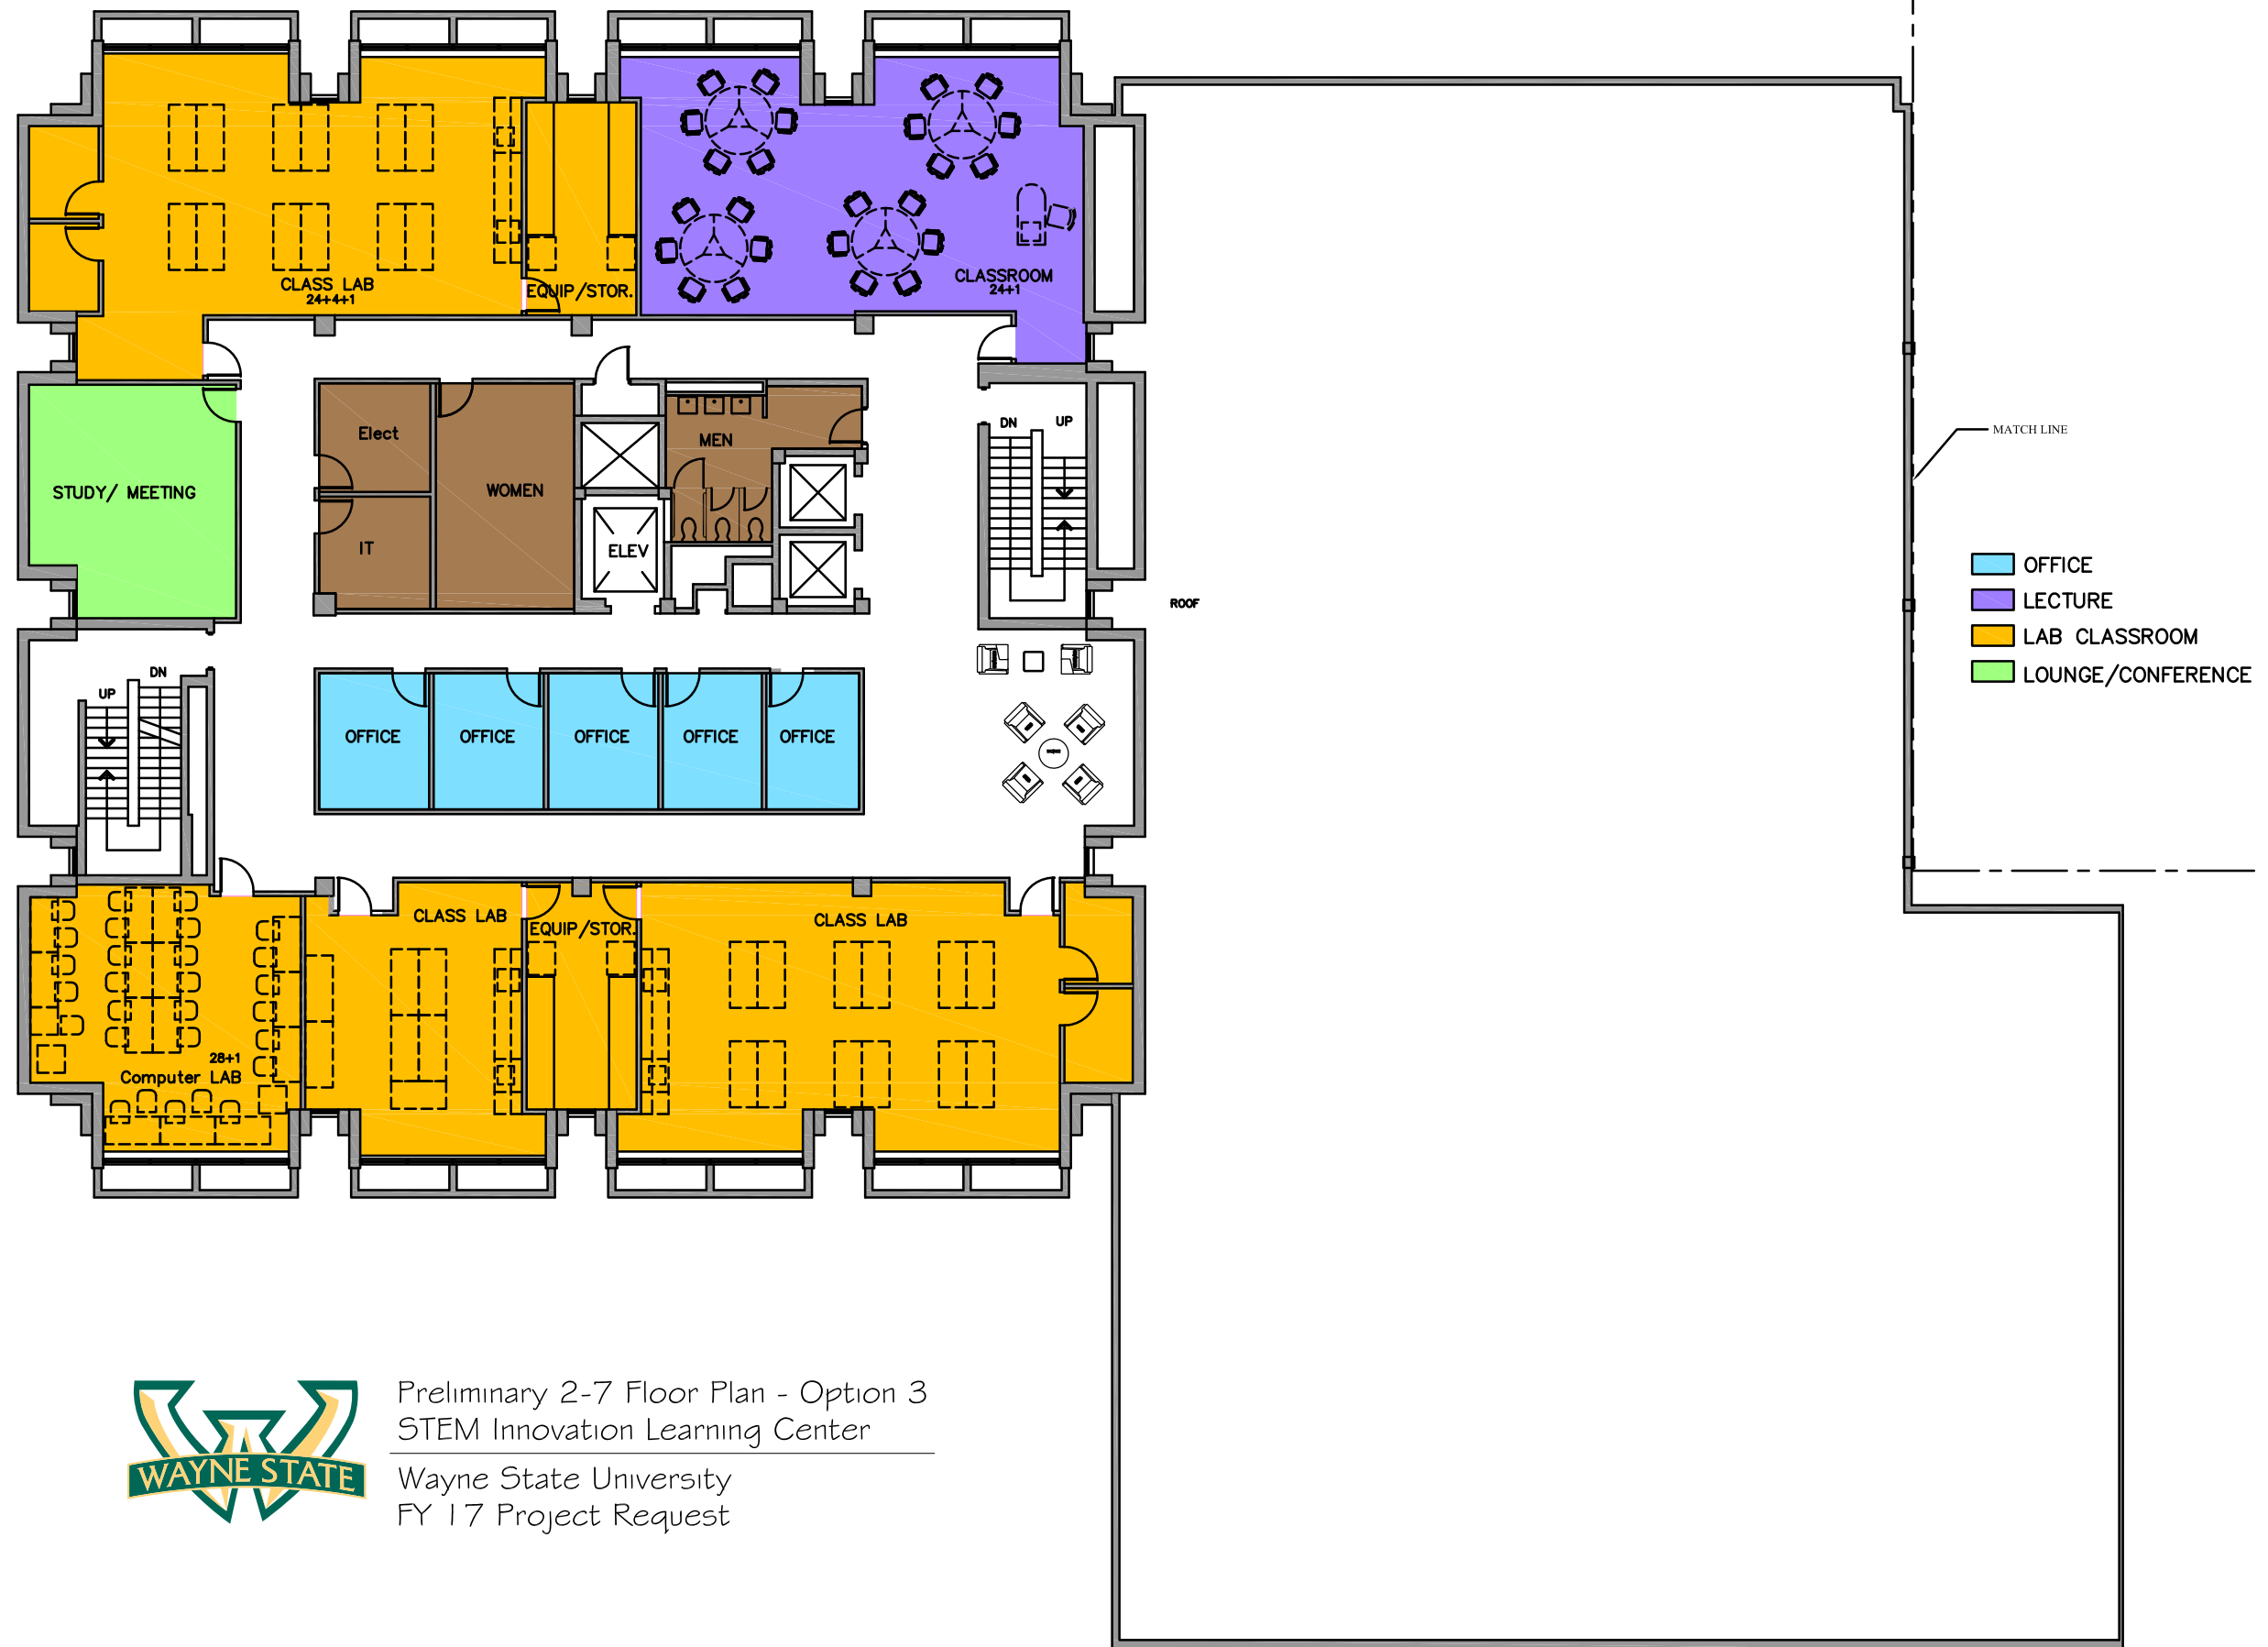 CLASS LAB
24+4+1
EQUIP/STOR.
CLASSROOM
24+1
STUDY/ MEETING
Elect
IT
WOMEN
MEN
ELEV
DN
UP
MATCH LINE
ROOF
OFFICE
LECTURE
LAB CLASSROOM
LOUNGE/CONFERENCE
DN
UP
OFFICE
OFFICE
OFFICE
OFFICE
OFFICE
CLASS LAB
EQUIP/STOR.
CLASS LAB
28+1
Computer LAB
WAYNE STATE
Preliminary 2-7 Floor Plan - Option 3
STEM Innovation Learning Center
Wayne State University
FY 17 Project Request